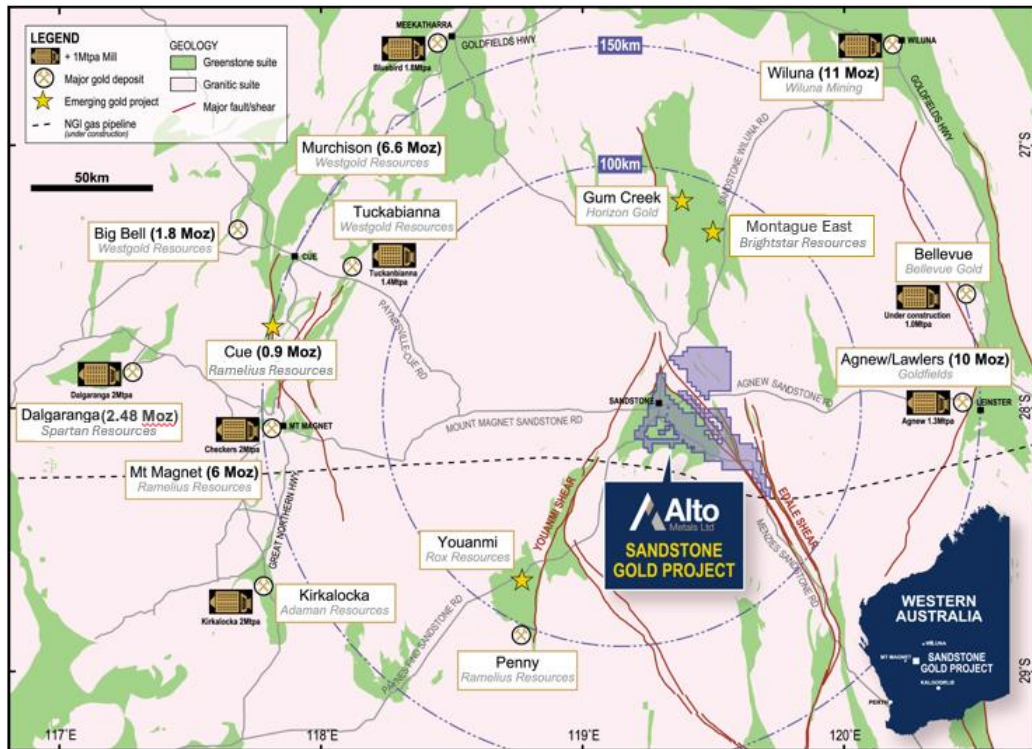 LEGEND
+ 1Mtpa Mill
Major gold deposit
Emerging gold project
NGI gas pipeline
(under construction)
GEOLOGY
Greenstone suite
Granitic suite
Major fault/shear
50km
MEEKATHARRA
Bluebird 1.8Mtpa
GOLDFIELDS HWY
150km
100km
WILUNA
Wiluna (11 Moz)
Wiluna Mining
GOLDFIELDS HWY
27°S
Murchison (6.6 Moz)
Westgold Resources
SANDSTONE WILUNA RD
Gum Creek
Horizon Gold
Montague East
Brightstar Resources
Big Bell (1.8 Moz)
Westgold Resources
Tuckabianna
Westgold Resources
CUE
Tuckanbianna
1.4Mtpa
PAYNESVILLE-CUE RD
Bellevue
Bellevue Gold
Under construction
1.0Mtpa
Cue (0.9 Moz)
Ramelius Resources
Dalgaranga 2Mtpa
Dalgaranga(2.48 Moz)
Spartan Resources
Agnew/Lawlers (10 Moz)
Goldfields
AGNEW SANDSTONE RD
SANDSTONE
LEINSTER
Agnew 1.3Mtpa
28°S
MOUNT MAGNET SANDSTONE RD
MT MAGNET
Checkers 2Mtpa
Mt Magnet (6 Moz)
Ramelius Resources
GREAT NORTHERN HWY
YOUANMI SHEAR
EDALE SHEAR
MENZIES SANDSTONE RD
Alto
Metals Ltd
SANDSTONE
GOLD PROJECT
Youanmi
Rox Resources
Kirkalocka
Adaman Resources
Kirkalocka 2Mtpa
PAYNES FIND SANDSTONE RD
Penny
Ramelius Resources
WESTERN
AUSTRALIA
WILUNA
MT MAGNET
SANDSTONE
GOLD PROJECT
KALGOORLIE
PERTH
29°S
117°E
118°E
119°E
120°E